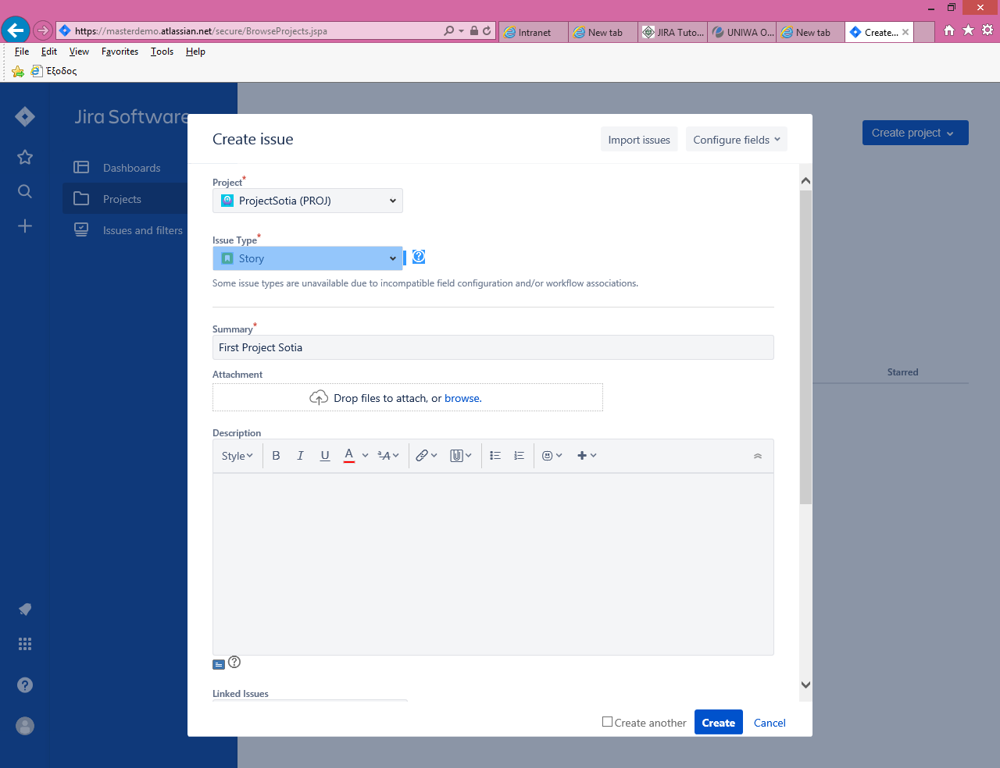 https://masterdemo.atlassian.net/secure/BrowseProjects.jspa
Intranet
New tab
JIRA Tuto...
UNIWA O...
New tab
Create...
File Edit View Favorites Tools Help
Έξοδος
Jira Software
Create issue
Import issues
Configure fields
Create project
Dashboards
Projects
Issues and filters
Project*
ProjectSotia (PROJ)
Issue Type*
Story
Some issue types are unavailable due to incompatible field configuration and/or workflow associations.
Summary*
First Project Sotia
Starred
Attachment
Drop files to attach, or browse.
Description
Style B I U A ªA
Linked Issues
Create another
Create
Cancel